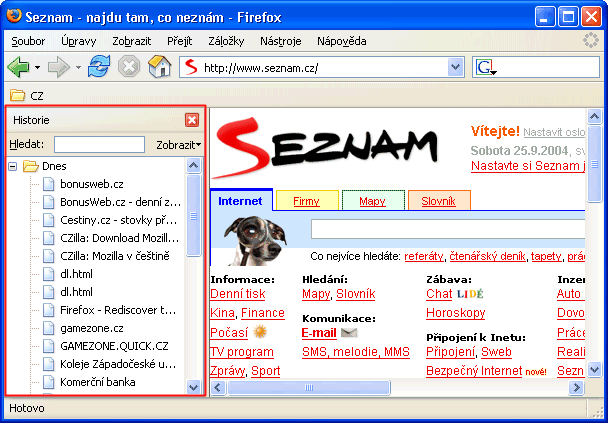 Seznam - najdu tam, co neznám - Firefox
Soubor Úpravy Zobrazit Přejít Záložky Nástroje Nápověda
http://www.seznam.cz/ G
CZ
Historie
Hledat: Zobrazit
Dnes
bonusweb.cz
BonusWeb.cz - denní z...
Cestiny.cz - stovky př...
CZilla: Download Mozill...
CZilla: Mozilla v češtině
dl.html
dl.html
Firefox - Rediscover t...
gamezone.cz
GAMEZONE.QUICK.CZ
Koleje Západočeské u...
Komerční banka
SEZNAM
Vítejte! Nastavit oslo
Sobota 25.9.2004, sv
Nastavte si Seznam j
Internet Firmy Mapy Slovník
Co nejvíce hledáte: referáty, čtenářský deník, tapety, prác
Informace: Hledání: Zábava: Inzer
Denní tisk Mapy, Slovník Chat LIDÉ Auto
Kina, Finance Horoskopy Dovo
Komunikace:
Počasí E-mail Práce
Připojení k Inetu:
TV program SMS, melodie, MMS Připojení, Sweb Reali
Zprávy, Sport Bezpečný Internet nové! Sezn
Hotovo